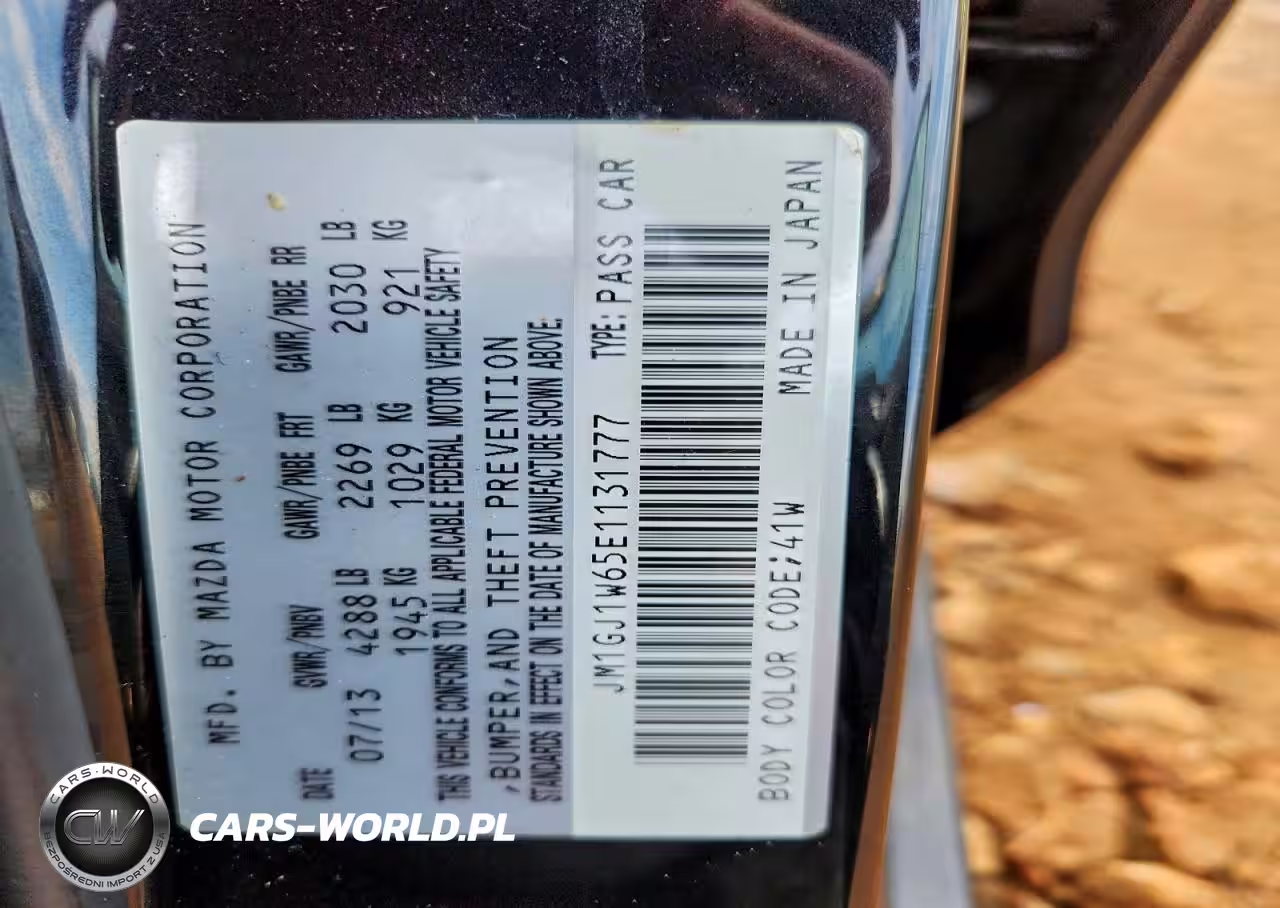 MFD. BY MAZDA MOTOR CORPORATION
DATE GVWR/PNBV GAWR/PNBE FRT GAWR/PNBE RR
07/13 4288 LB 2269 LB 2030 LB
1945 KG 1029 KG 921 KG
THIS VEHICLE CONFORMS TO ALL APPLICABLE FEDERAL MOTOR VEHICLE SAFETY
,BUMPER,AND THEFT PREVENTION
STANDARDS IN EFFECT ON THE DATE OF MANUFACTURE SHOWN ABOVE.
JM1GJ1W65E1131777 TYPE:PASS CAR
BODY COLOR CODE;41W MADE IN JAPAN
CARS-WORLD
CW
BEZPOŚREDNI IMPORT Z USA
CARS-WORLD.PL